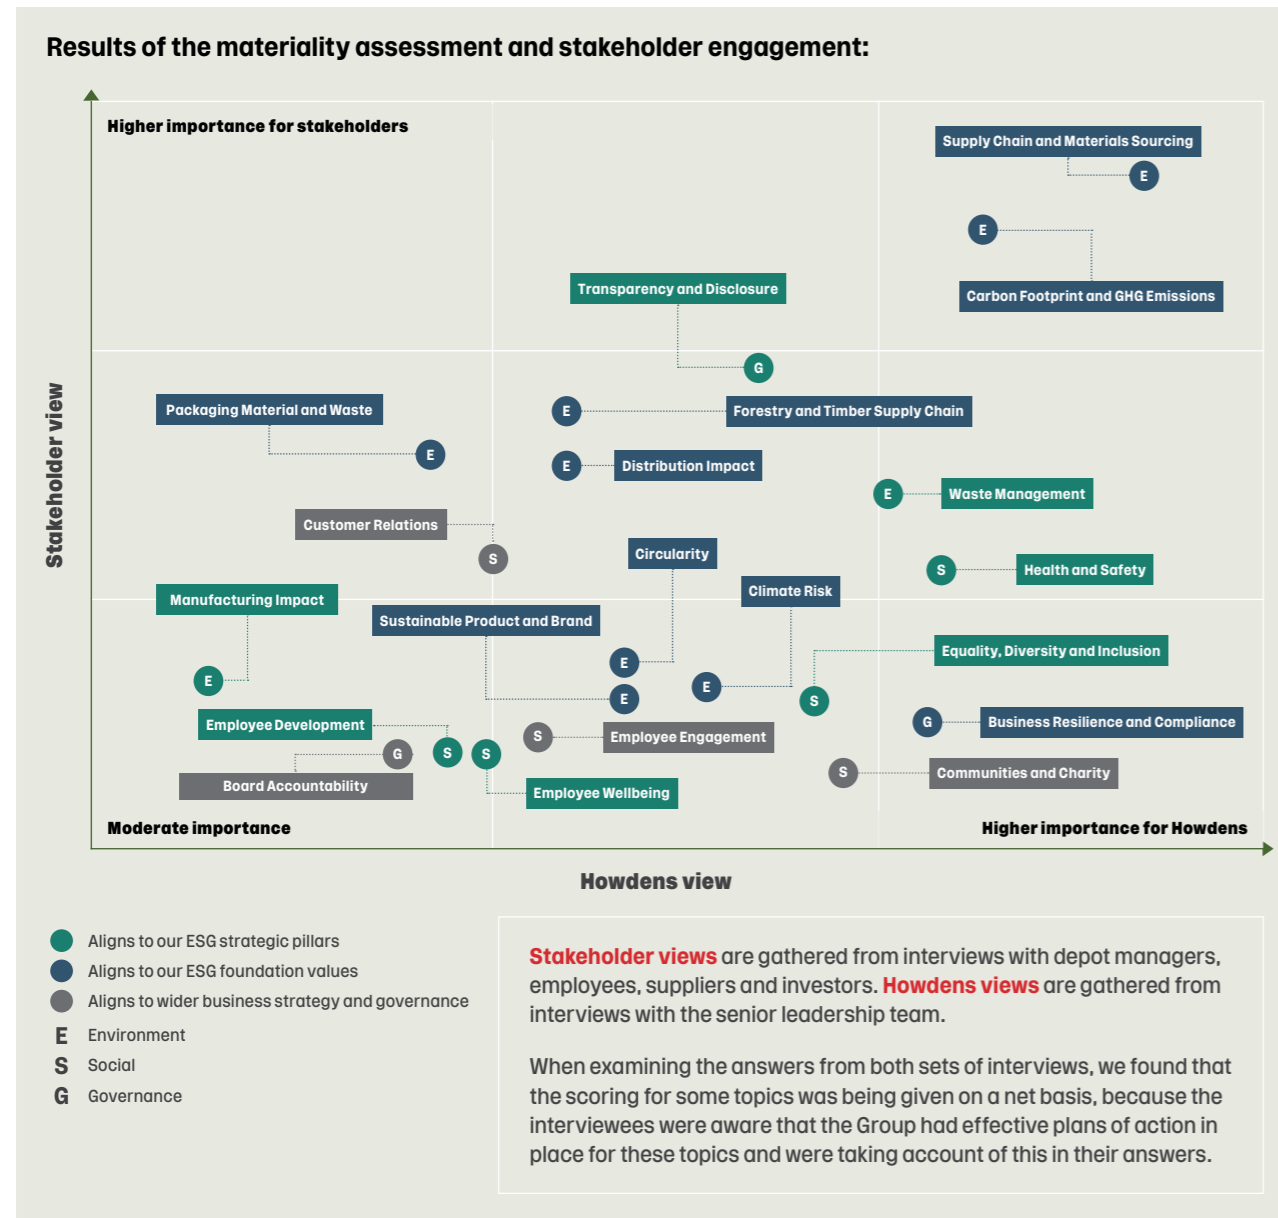 Results of the materiality assessment and stakeholder engagement:
Higher importance for stakeholders
Supply Chain and Materials Sourcing
E
E
Carbon Footprint and GHG Emissions
Transparency and Disclosure
G
Packaging Material and Waste
E
E
Forestry and Timber Supply Chain
E
Distribution Impact
E
Waste Management
Customer Relations
S
Circularity
E
S
Health and Safety
Climate Risk
E
Manufacturing Impact
E
Sustainable Product and Brand
E
Equality, Diversity and Inclusion
S
Employee Development
S
S
Employee Wellbeing
G
Board Accountability
S
Employee Engagement
G
Business Resilience and Compliance
S
Communities and Charity
Moderate importance
Higher importance for Howdens
Stakeholder view
Howdens view
Aligns to our ESG strategic pillars
Aligns to our ESG foundation values
Aligns to wider business strategy and governance
E Environment
S Social
G Governance
Stakeholder views are gathered from interviews with depot managers,
employees, suppliers and investors. Howdens views are gathered from
interviews with the senior leadership team.
When examining the answers from both sets of interviews, we found that
the scoring for some topics was being given on a net basis, because the
interviewees were aware that the Group had effective plans of action in
place for these topics and were taking account of this in their answers.